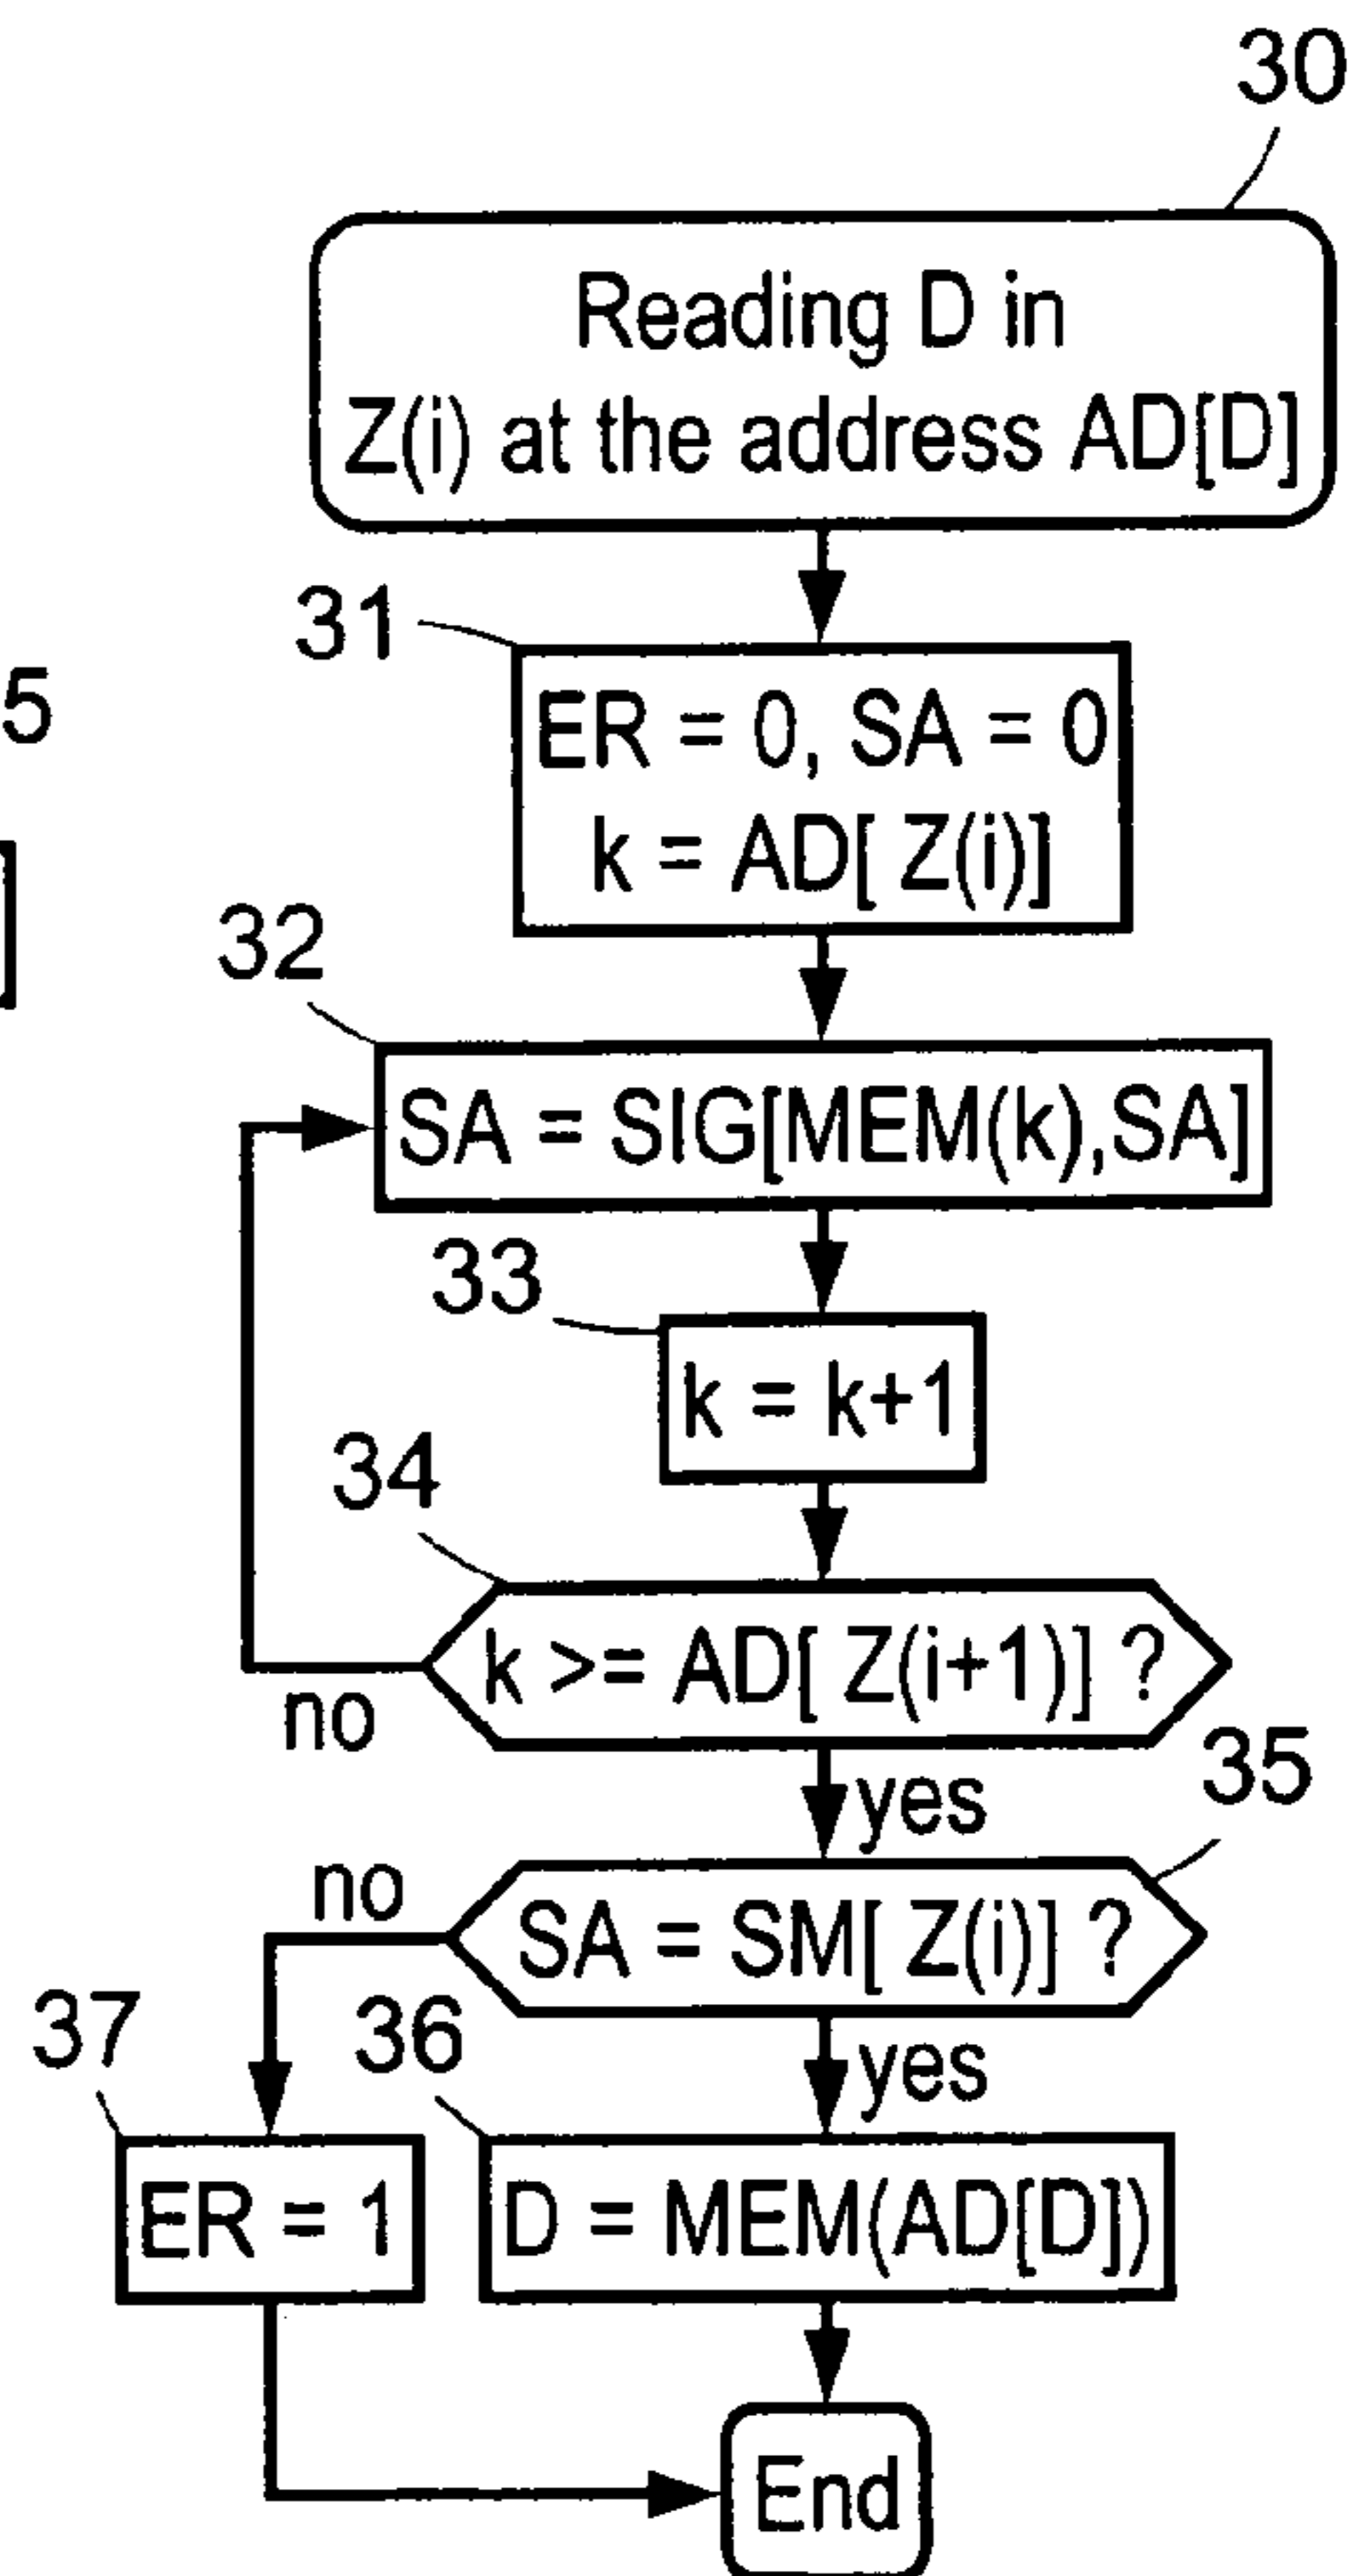 30
Reading D in
Z(i) at the address AD[D]
31
ER = 0, SA = 0
k = AD[ Z(i)]
5
32
SA = SIG[MEM(k),SA]
33
k = k+1
34
k >= AD[ Z(i+1)] ?
no
yes
35
no
SA = SM[ Z(i)] ?
37
36
yes
ER = 1
D = MEM(AD[D])
End